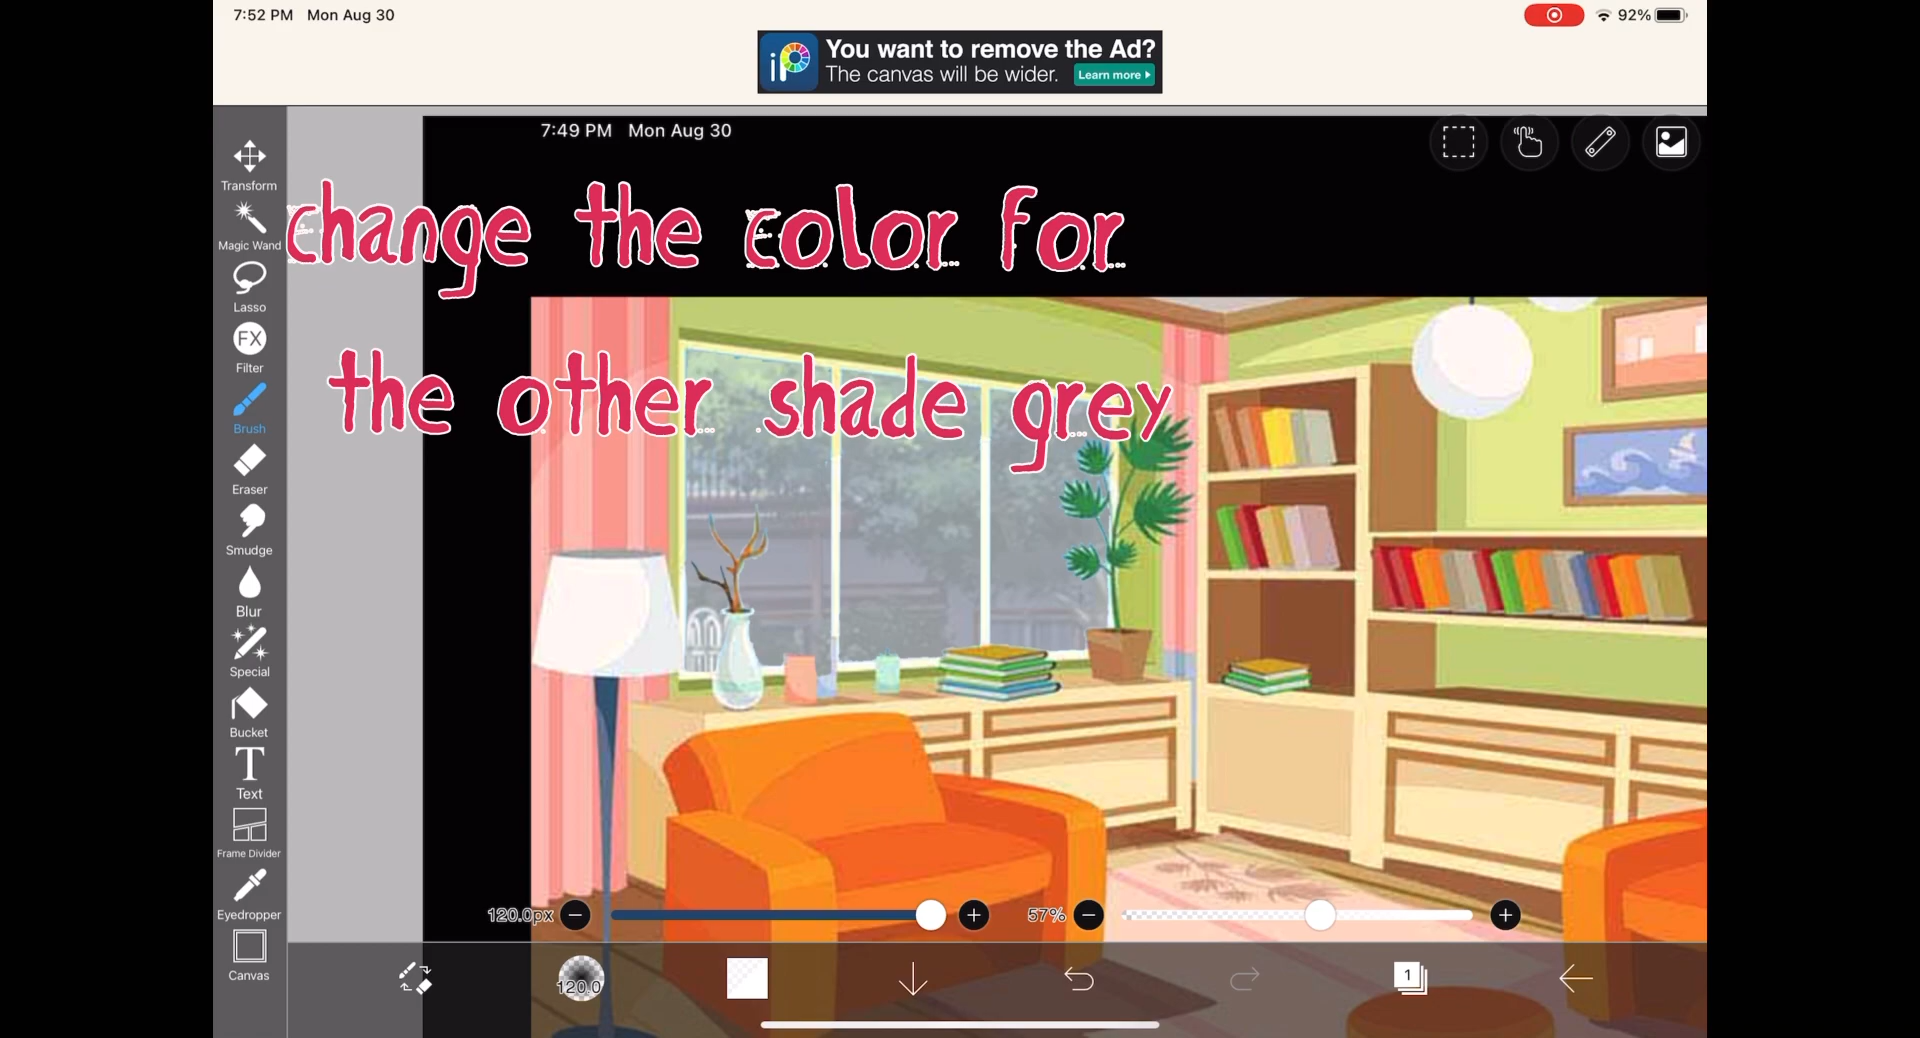 7:52 PM Mon Aug 30
92%
You want to remove the Ad?
The canvas will be wider. Learn more
7:49 PM Mon Aug 30
Transform
Magic Wand
change the color for
Lasso
FX
Filter
the other shade grey
Brush
Eraser
Smudge
Blur
Special
Bucket
T
Text
Frame Divider
Eyedropper
120.0px
57%
Canvas
120.0
1